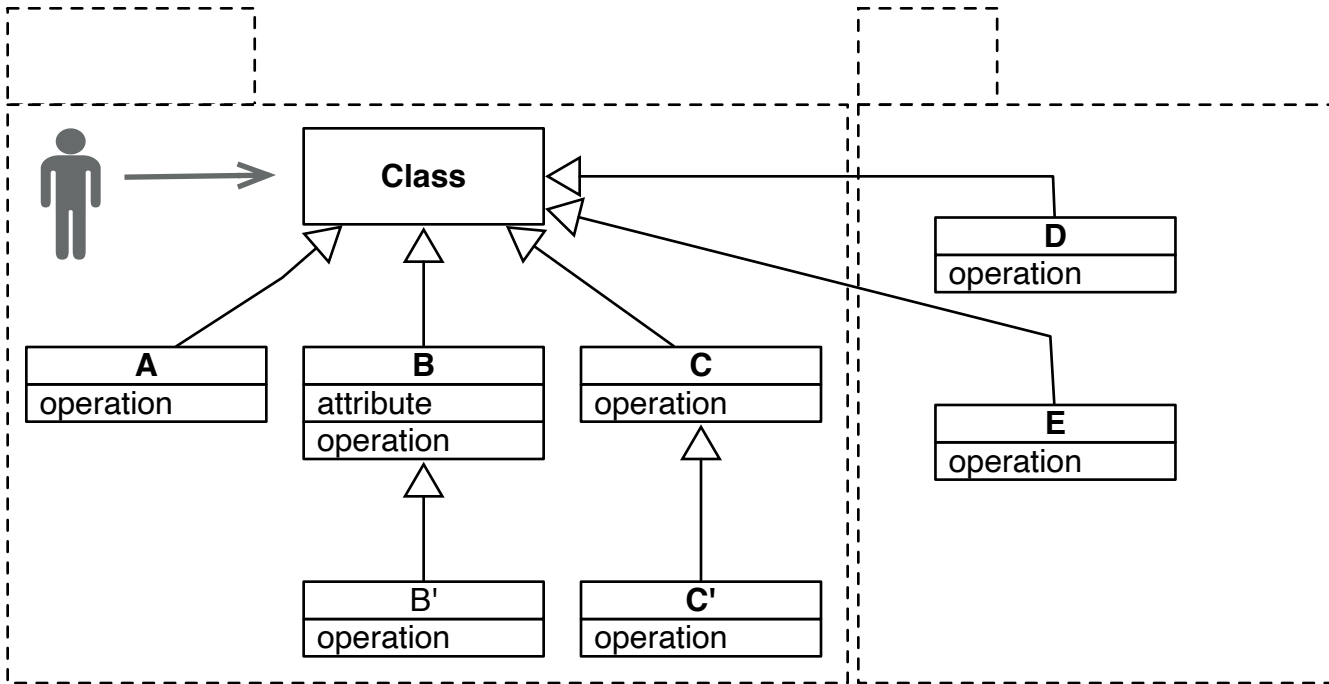 Class
D
operation
A
operation
B
attribute
operation
C
operation
E
operation
B'
operation
C'
operation